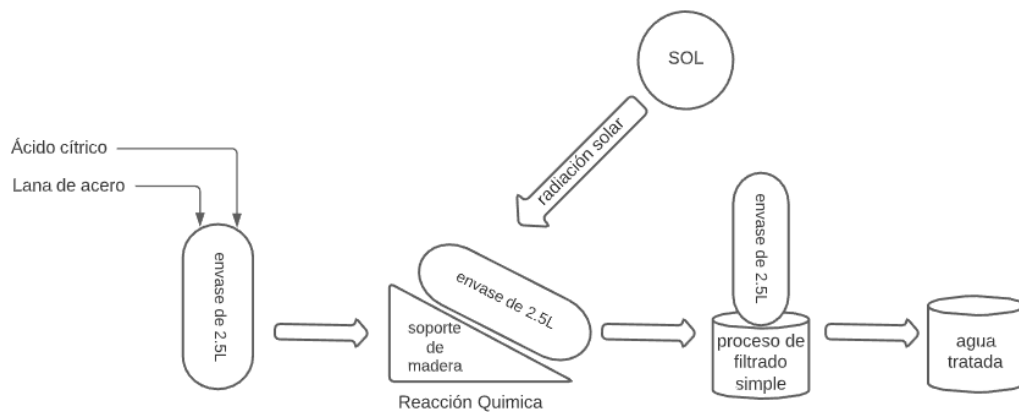 SOL
radiación solar
Ácido cítrico
Lana de acero
envase de 2.5L
envase de 2.5L
soporte
de
madera
Reacción Quimica
envase de 2.5L
proceso de
filtrado
simple
agua
tratada